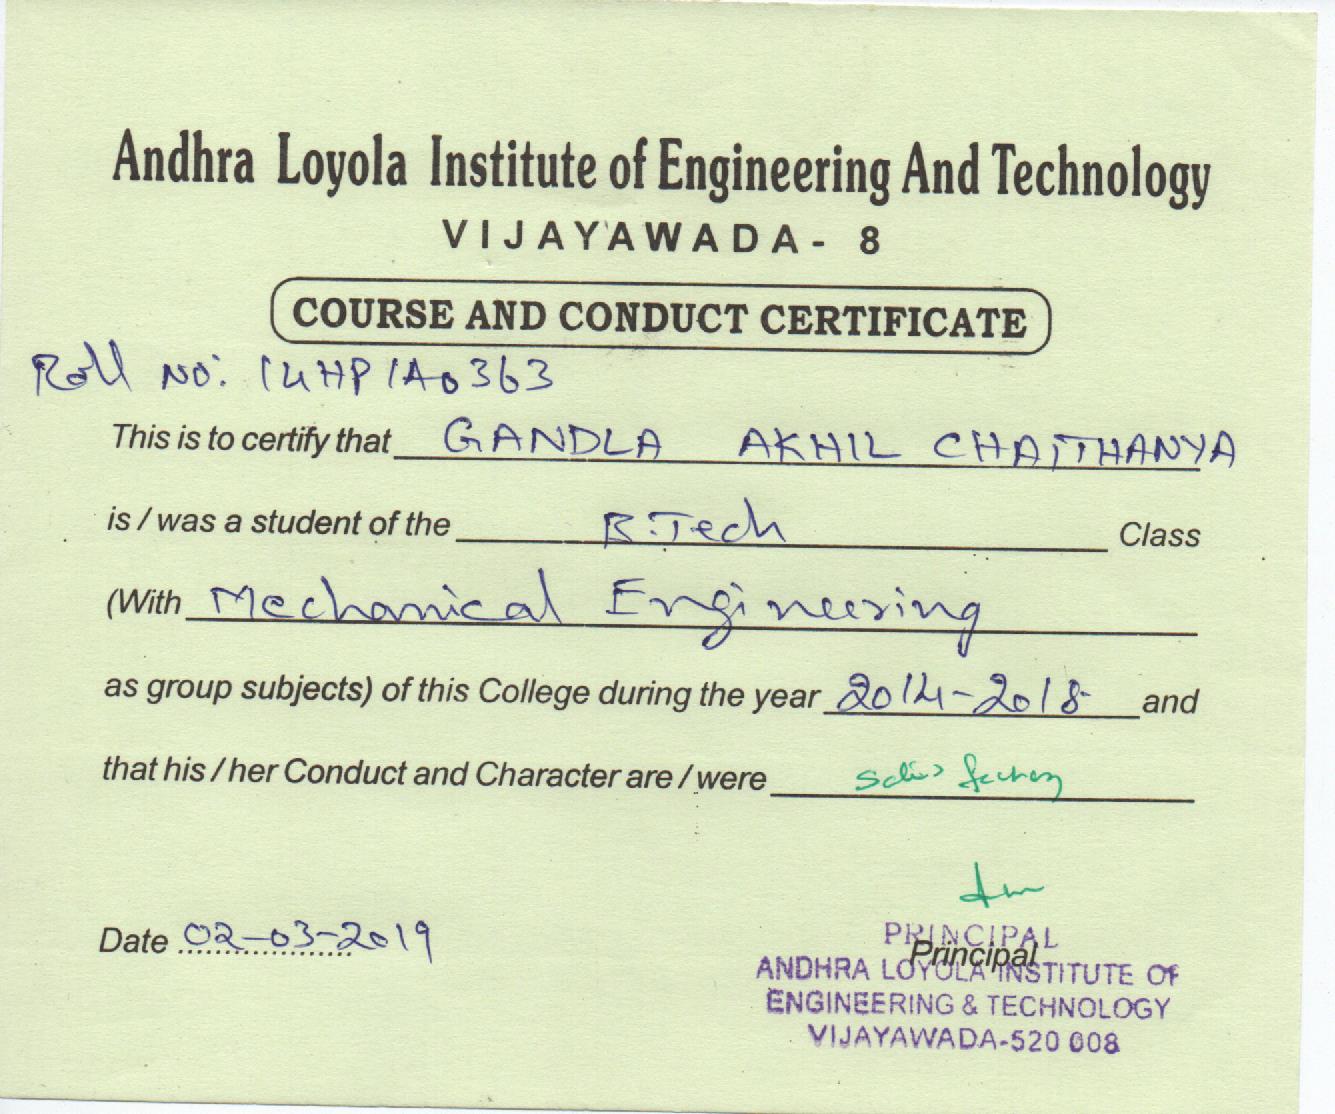 Andhra Loyola Institute of Engineering And Technology
VIJAYAWADA - 8
COURSE AND CONDUCT CERTIFICATE
Roll No: 14HP1A0363
This is to certify that GANDLA AKHIL CHAITHANYA
is / was a student of the B.Tech Class
(With Mechanical Engineering
as group subjects) of this College during the year 2014-2018 and
that his / her Conduct and Character are / were Satisfactory
Date 02-03-2019
PRINCIPAL
Principal
ANDHRA LOYOLA INSTITUTE OF
ENGINEERING & TECHNOLOGY
VIJAYAWADA-520 008